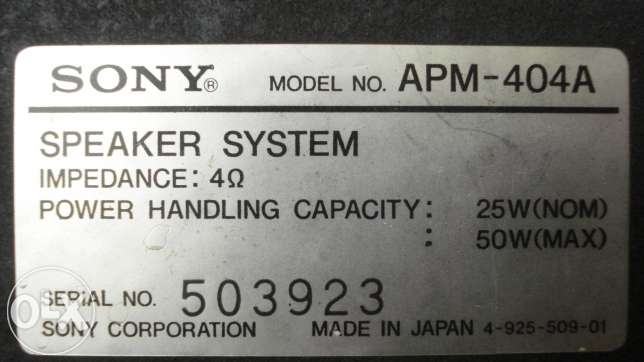 SONY® MODEL NO. APM-404A
SPEAKER SYSTEM
IMPEDANCE: 4Ω
POWER HANDLING CAPACITY: 25W(NOM)
: 50W(MAX)
SERIAL NO. 503923
SONY CORPORATION MADE IN JAPAN 4-925-509-01
OLX